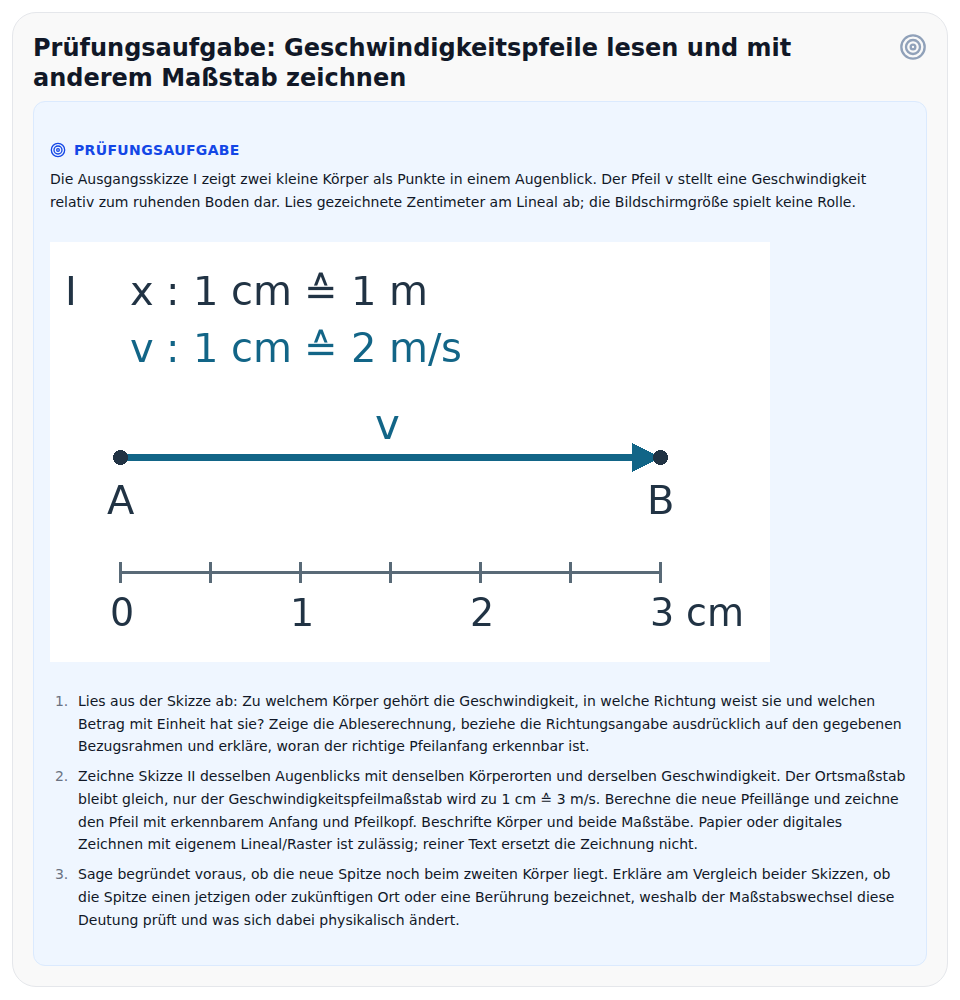 Prüfungsaufgabe: Geschwindigkeitspfeile lesen und mit
anderem Maßstab zeichnen
PRÜFUNGSAUFGABE
Die Ausgangsskizze I zeigt zwei kleine Körper als Punkte in einem Augenblick. Der Pfeil v stellt eine Geschwindigkeit
relativ zum ruhenden Boden dar. Lies gezeichnete Zentimeter am Lineal ab; die Bildschirmgröße spielt keine Rolle.
I x : 1 cm ≙ 1 m
v : 1 cm ≙ 2 m/s
v
A B
0 1 2 3 cm
1. Lies aus der Skizze ab: Zu welchem Körper gehört die Geschwindigkeit, in welche Richtung weist sie und welchen
Betrag mit Einheit hat sie? Zeige die Ableserechnung, beziehe die Richtungsangabe ausdrücklich auf den gegebenen
Bezugsrahmen und erkläre, woran der richtige Pfeilanfang erkennbar ist.
2. Zeichne Skizze II desselben Augenblicks mit denselben Körperorten und derselben Geschwindigkeit. Der Ortsmaßstab
bleibt gleich, nur der Geschwindigkeitspfeilmaßstab wird zu 1 cm ≙ 3 m/s. Berechne die neue Pfeillänge und zeichne
den Pfeil mit erkennbarem Anfang und Pfeilkopf. Beschrifte Körper und beide Maßstäbe. Papier oder digitales
Zeichnen mit eigenem Lineal/Raster ist zulässig; reiner Text ersetzt die Zeichnung nicht.
3. Sage begründet voraus, ob die neue Spitze noch beim zweiten Körper liegt. Erkläre am Vergleich beider Skizzen, ob
die Spitze einen jetzigen oder zukünftigen Ort oder eine Berührung bezeichnet, weshalb der Maßstabswechsel diese
Deutung prüft und was sich dabei physikalisch ändert.